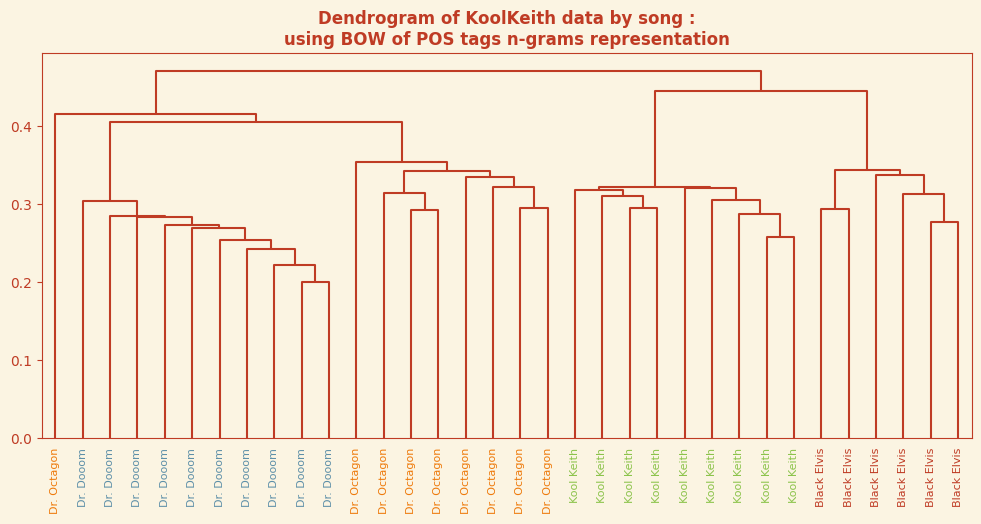 Dendrogram of KoolKeith data by song :
using BOW of POS tags n-grams representation
0.4
0.3
0.2
0.1
0.0
Dr. Octagon
Dr. Dooom
Dr. Dooom
Dr. Dooom
Dr. Dooom
Dr. Dooom
Dr. Dooom
Dr. Dooom
Dr. Dooom
Dr. Dooom
Dr. Dooom
Dr. Octagon
Dr. Octagon
Dr. Octagon
Dr. Octagon
Dr. Octagon
Dr. Octagon
Dr. Octagon
Dr. Octagon
Kool Keith
Kool Keith
Kool Keith
Kool Keith
Kool Keith
Kool Keith
Kool Keith
Kool Keith
Kool Keith
Black Elvis
Black Elvis
Black Elvis
Black Elvis
Black Elvis
Black Elvis